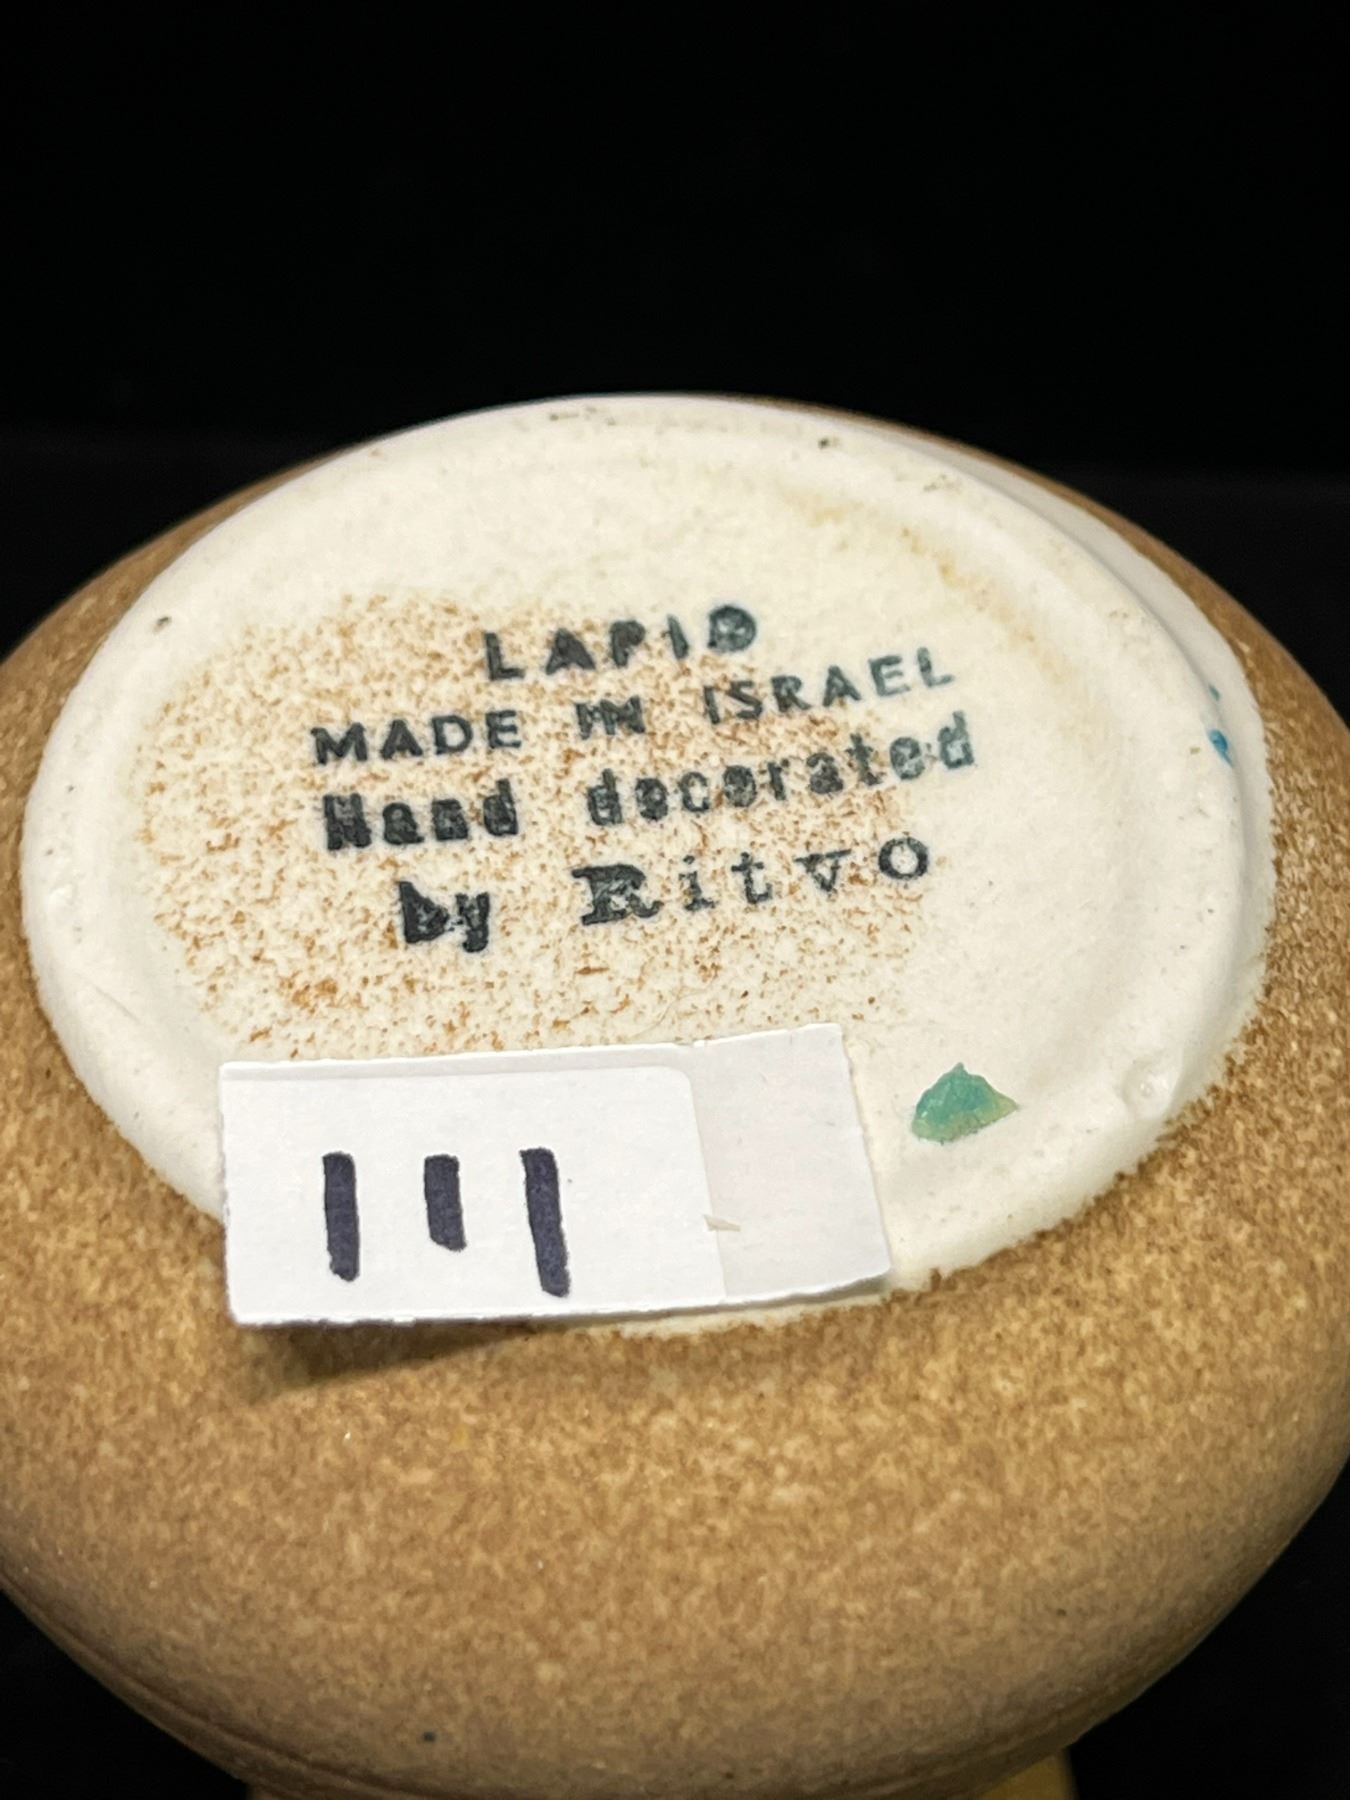 LAPID
MADE IN ISRAEL
Hand decorated
by Ritvo
111